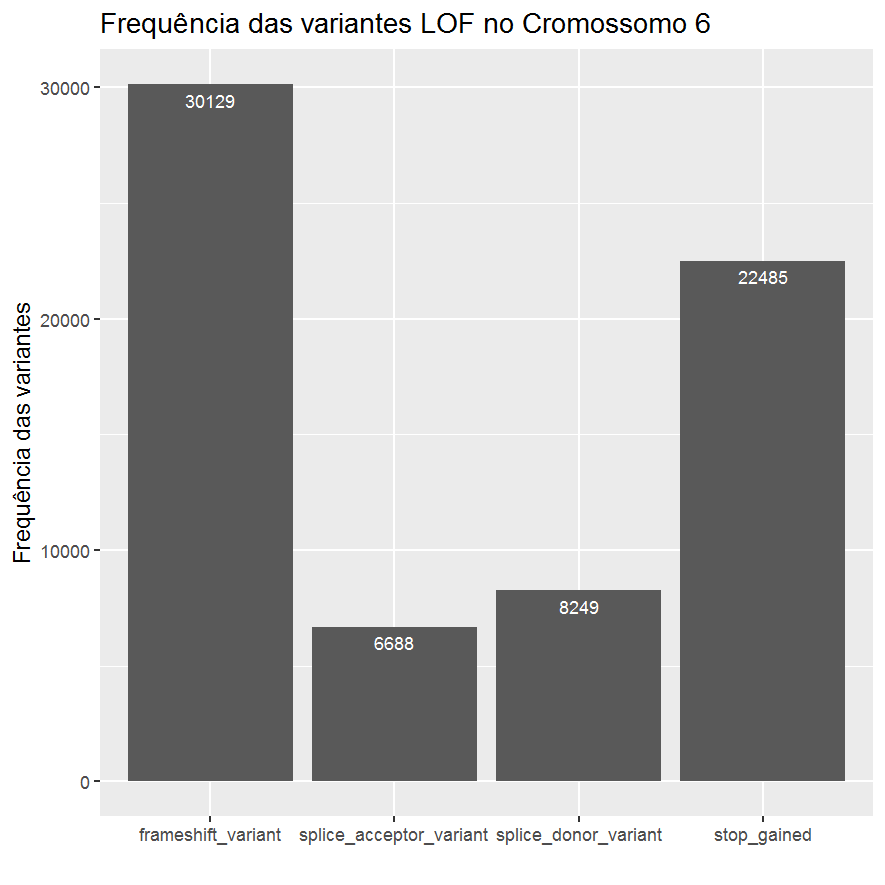 Frequência das variantes LOF no Cromossomo 6
Frequência das variantes
30000
20000
10000
0
30129
6688
8249
22485
frameshift_variant
splice_acceptor_variant
splice_donor_variant
stop_gained